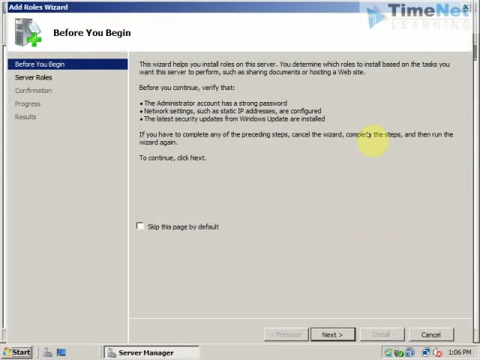 Add Roles Wizard
TimeNet
LEARNING
Before You Begin
Before You Begin
Server Roles
Confirmation
Progress
Results
This wizard helps you install roles on this server. You determine which roles to install based on the tasks you
want this server to perform, such as sharing documents or hosting a Web site.
Before you continue, verify that:
• The Administrator account has a strong password
• Network settings, such as static IP addresses, are configured
• The latest security updates from Windows Update are installed
If you have to complete any of the preceding steps, cancel the wizard, complete the steps, and then run the
wizard again.
To continue, click Next.
Skip this page by default
< Previous
Next >
Install
Cancel
Start
Server Manager
1:06 PM